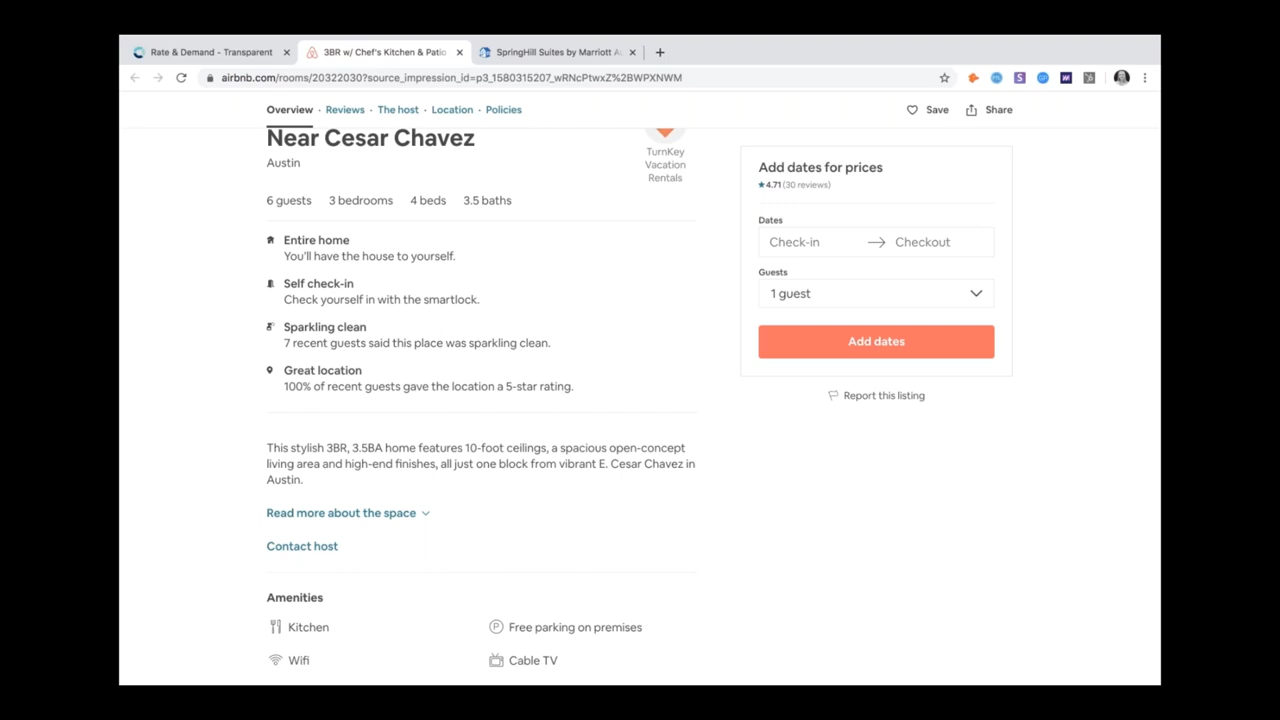 Rate & Demand - Transparent
3BR w/ Chef's Kitchen & Patio
SpringHill Suites by Marriott Au
airbnb.com/rooms/20322030?source_impression_id=p3_1580315207_wRNcPtwxZ%2BWPXNWM
Overview · Reviews · The host · Location · Policies
Save
Share
Near Cesar Chavez
Austin
TurnKey
Vacation
Rentals
6 guests 3 bedrooms 4 beds 3.5 baths
Entire home
You'll have the house to yourself.
Self check-in
Check yourself in with the smartlock.
Sparkling clean
7 recent guests said this place was sparkling clean.
Great location
100% of recent guests gave the location a 5-star rating.
This stylish 3BR, 3.5BA home features 10-foot ceilings, a spacious open-concept
living area and high-end finishes, all just one block from vibrant E. Cesar Chavez in
Austin.
Read more about the space
Contact host
Amenities
Kitchen
Free parking on premises
Wifi
Cable TV
Add dates for prices
★4.71 (30 reviews)
Dates
Check-in → Checkout
Guests
1 guest
Add dates
Report this listing